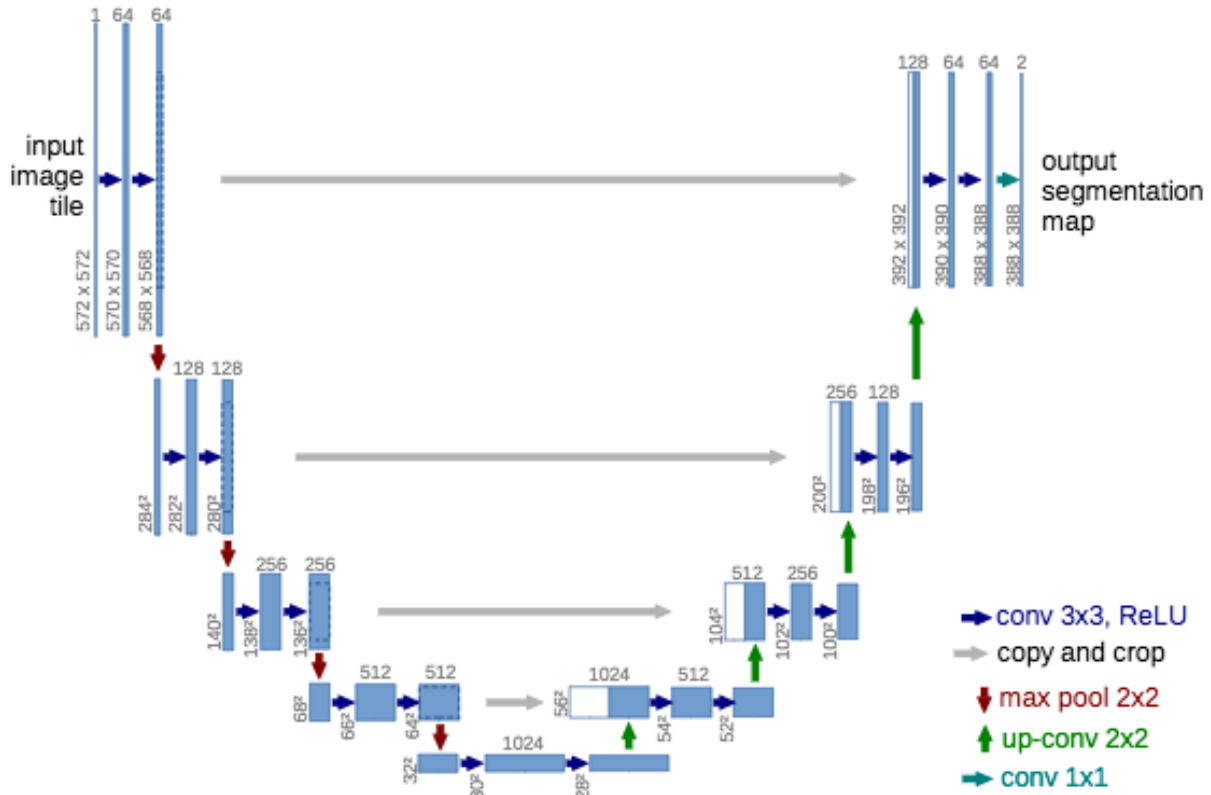 1 64 64
128 64 64 2
input
image
tile
output
segmentation
map
572 x 572
570 x 570
568 x 568
392 x 392
390 x 390
388 x 388
388 x 388
128 128
256 128
284²
282²
280²
200²
198²
196²
256 256
512 256
140²
138²
136²
104²
102²
100²
512 512
1024 512
68²
66²
64²
56²
54²
52²
1024
32²
conv 3x3, ReLU
copy and crop
max pool 2x2
up-conv 2x2
conv 1x1